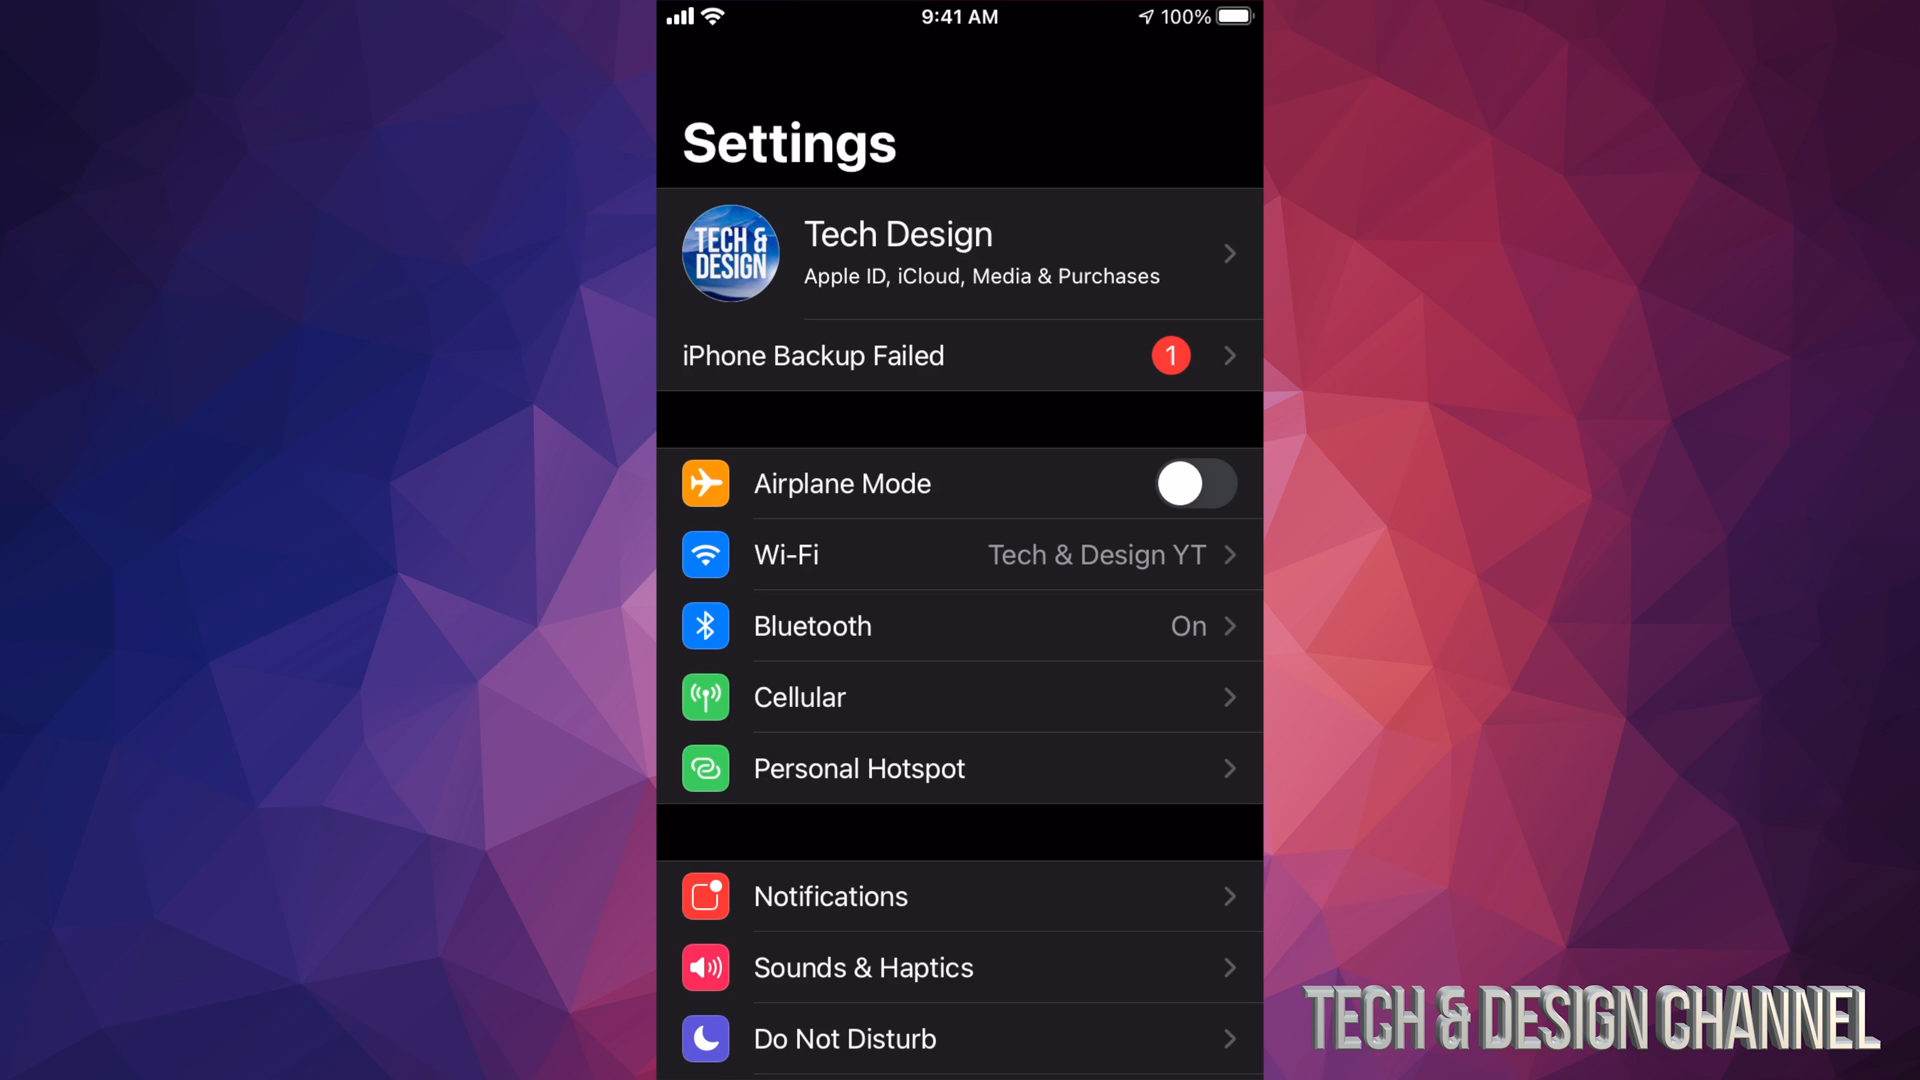 9:41 AM
100%
Settings
TECH &
DESIGN
Tech Design
Apple ID, iCloud, Media & Purchases
iPhone Backup Failed
1
Airplane Mode
Wi-Fi
Tech & Design YT
Bluetooth
On
Cellular
Personal Hotspot
Notifications
Sounds & Haptics
Do Not Disturb
TECH & DESIGN CHANNEL